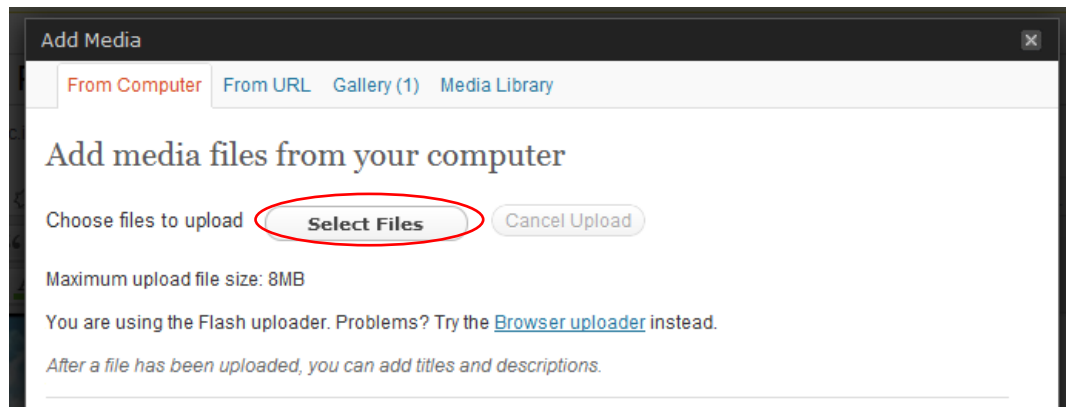 Add Media
From Computer From URL Gallery (1) Media Library
Add media files from your computer
Choose files to upload Select Files Cancel Upload
Maximum upload file size: 8MB
You are using the Flash uploader. Problems? Try the Browser uploader instead.
After a file has been uploaded, you can add titles and descriptions.